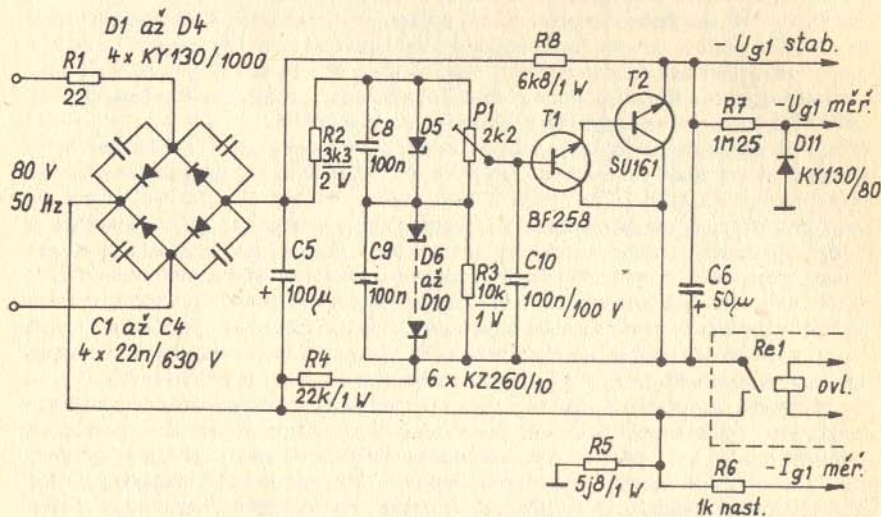 D1 až D4
4 x KY130/1000
R1
22
80 V
50 Hz
C1 až C4
4 x 22n/630 V
R2
3k3
2 W
C5
+
100µ
C8
100n
C9
100n
D5
D6
až
D10
R4
22k/1 W
6 x KZ260/10
P1
2k2
R3
10k
1 W
C10
100n/100 V
R8
6k8/1 W
T1
BF258
T2
SU161
- Ug1 stab.
R7
1M25
-Ug1 měř.
D11
KY130/80
C6
+
50µ
Re1
ovl.
R5
5j8/1 W
R6
1k nast.
-Ig1 měř.